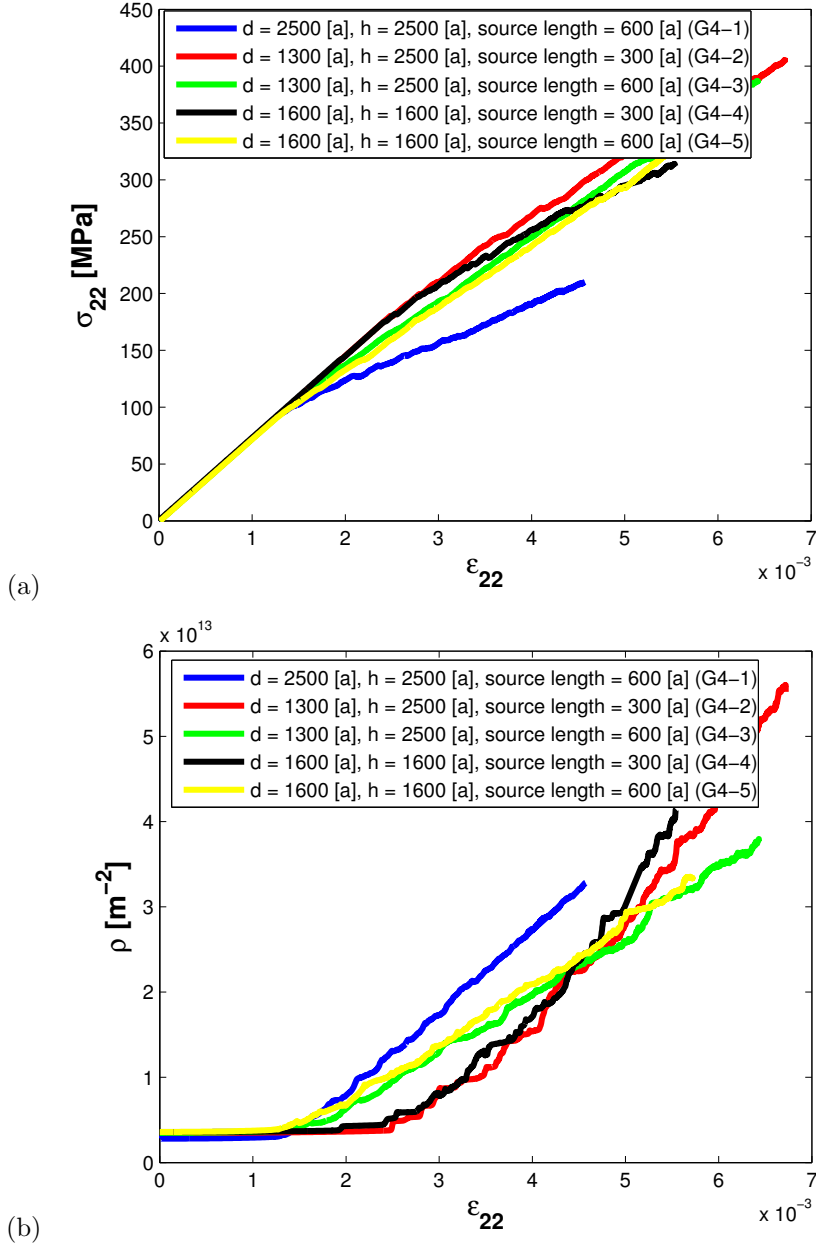 d = 2500 [a], h = 2500 [a], source length = 600 [a] (G4−1)
d = 1300 [a], h = 2500 [a], source length = 300 [a] (G4−2)
d = 1300 [a], h = 2500 [a], source length = 600 [a] (G4−3)
d = 1600 [a], h = 1600 [a], source length = 300 [a] (G4−4)
d = 1600 [a], h = 1600 [a], source length = 600 [a] (G4−5)
450
400
350
300
250
200
150
100
50
0
σ22 [MPa]
0 1 2 3 4 5 6 7
x 10−3
ε22
(a)
x 10^13
d = 2500 [a], h = 2500 [a], source length = 600 [a] (G4−1)
d = 1300 [a], h = 2500 [a], source length = 300 [a] (G4−2)
d = 1300 [a], h = 2500 [a], source length = 600 [a] (G4−3)
d = 1600 [a], h = 1600 [a], source length = 300 [a] (G4−4)
d = 1600 [a], h = 1600 [a], source length = 600 [a] (G4−5)
6
5
4
3
2
1
0
ρ [m−2]
0 1 2 3 4 5 6 7
x 10−3
ε22
(b)